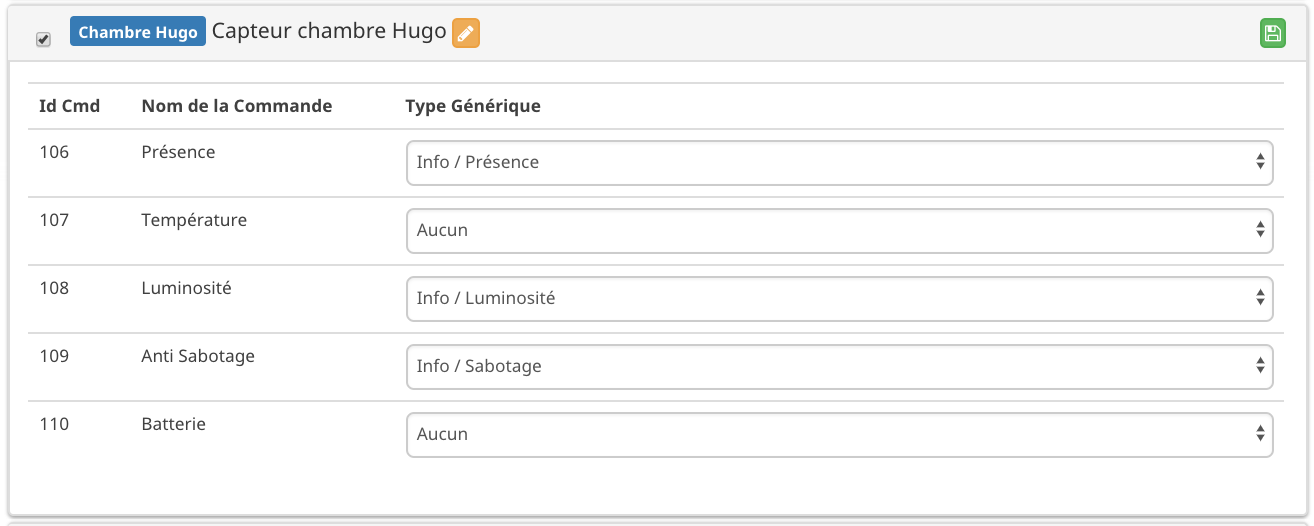 Chambre Hugo Capteur chambre Hugo
Id Cmd Nom de la Commande Type Générique
106 Présence Info / Présence
107 Température Aucun
108 Luminosité Info / Luminosité
109 Anti Sabotage Info / Sabotage
110 Batterie Aucun